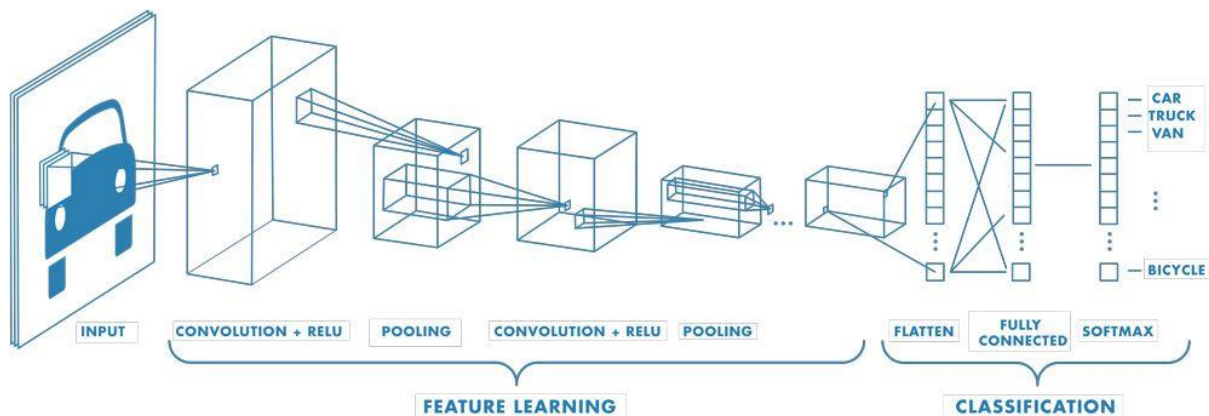 CAR
TRUCK
VAN
BICYCLE
INPUT
CONVOLUTION + RELU
POOLING
CONVOLUTION + RELU
POOLING
FLATTEN
FULLY
CONNECTED
SOFTMAX
FEATURE LEARNING
CLASSIFICATION